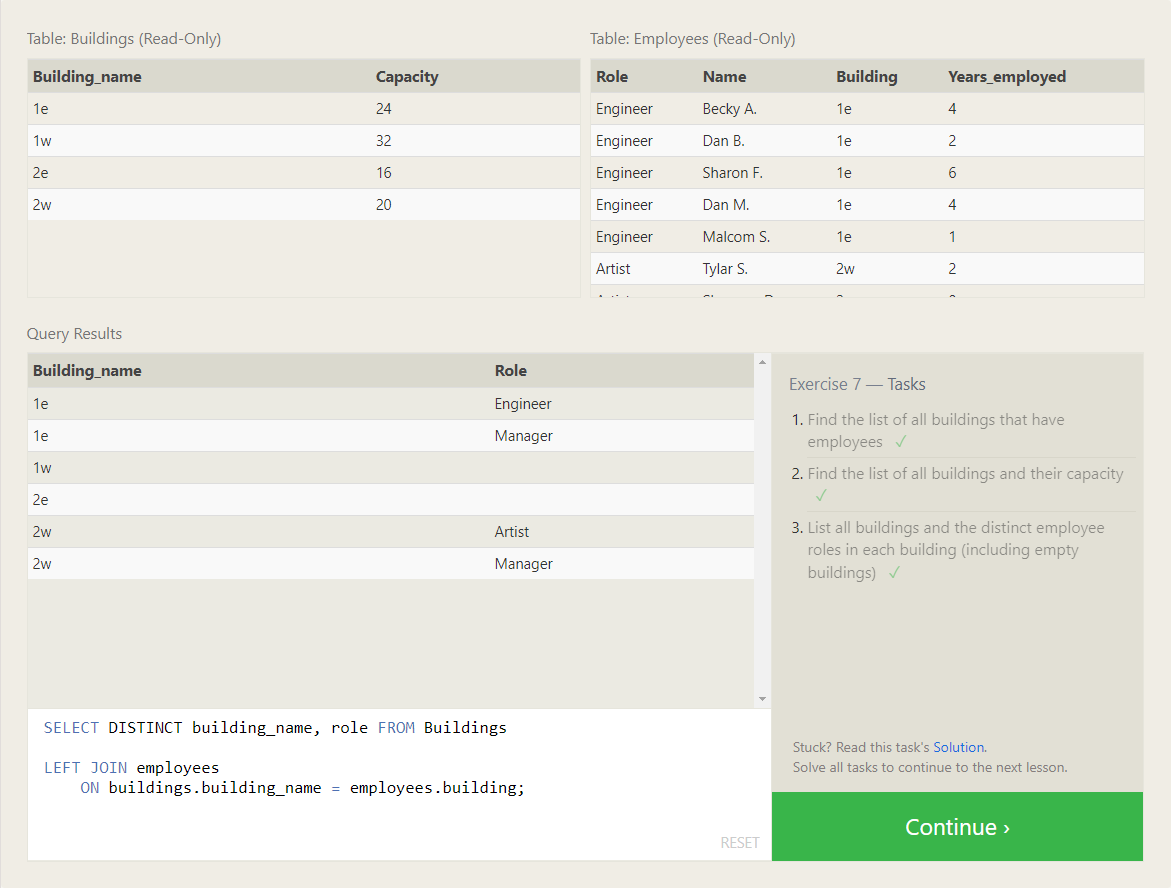 Table: Buildings (Read-Only)
Building_name Capacity
1e 24
1w 32
2e 16
2w 20
Table: Employees (Read-Only)
Role Name Building Years_employed
Engineer Becky A. 1e 4
Engineer Dan B. 1e 2
Engineer Sharon F. 1e 6
Engineer Dan M. 1e 4
Engineer Malcom S. 1e 1
Artist Tylar S. 2w 2
Query Results
Building_name Role
1e Engineer
1e Manager
1w
2e
2w Artist
2w Manager
SELECT DISTINCT building_name, role FROM Buildings
LEFT JOIN employees
ON buildings.building_name = employees.building;
RESET
Exercise 7 — Tasks
1. Find the list of all buildings that have
employees ✓
2. Find the list of all buildings and their capacity
✓
3. List all buildings and the distinct employee
roles in each building (including empty
buildings) ✓
Stuck? Read this task's Solution.
Solve all tasks to continue to the next lesson.
Continue ›